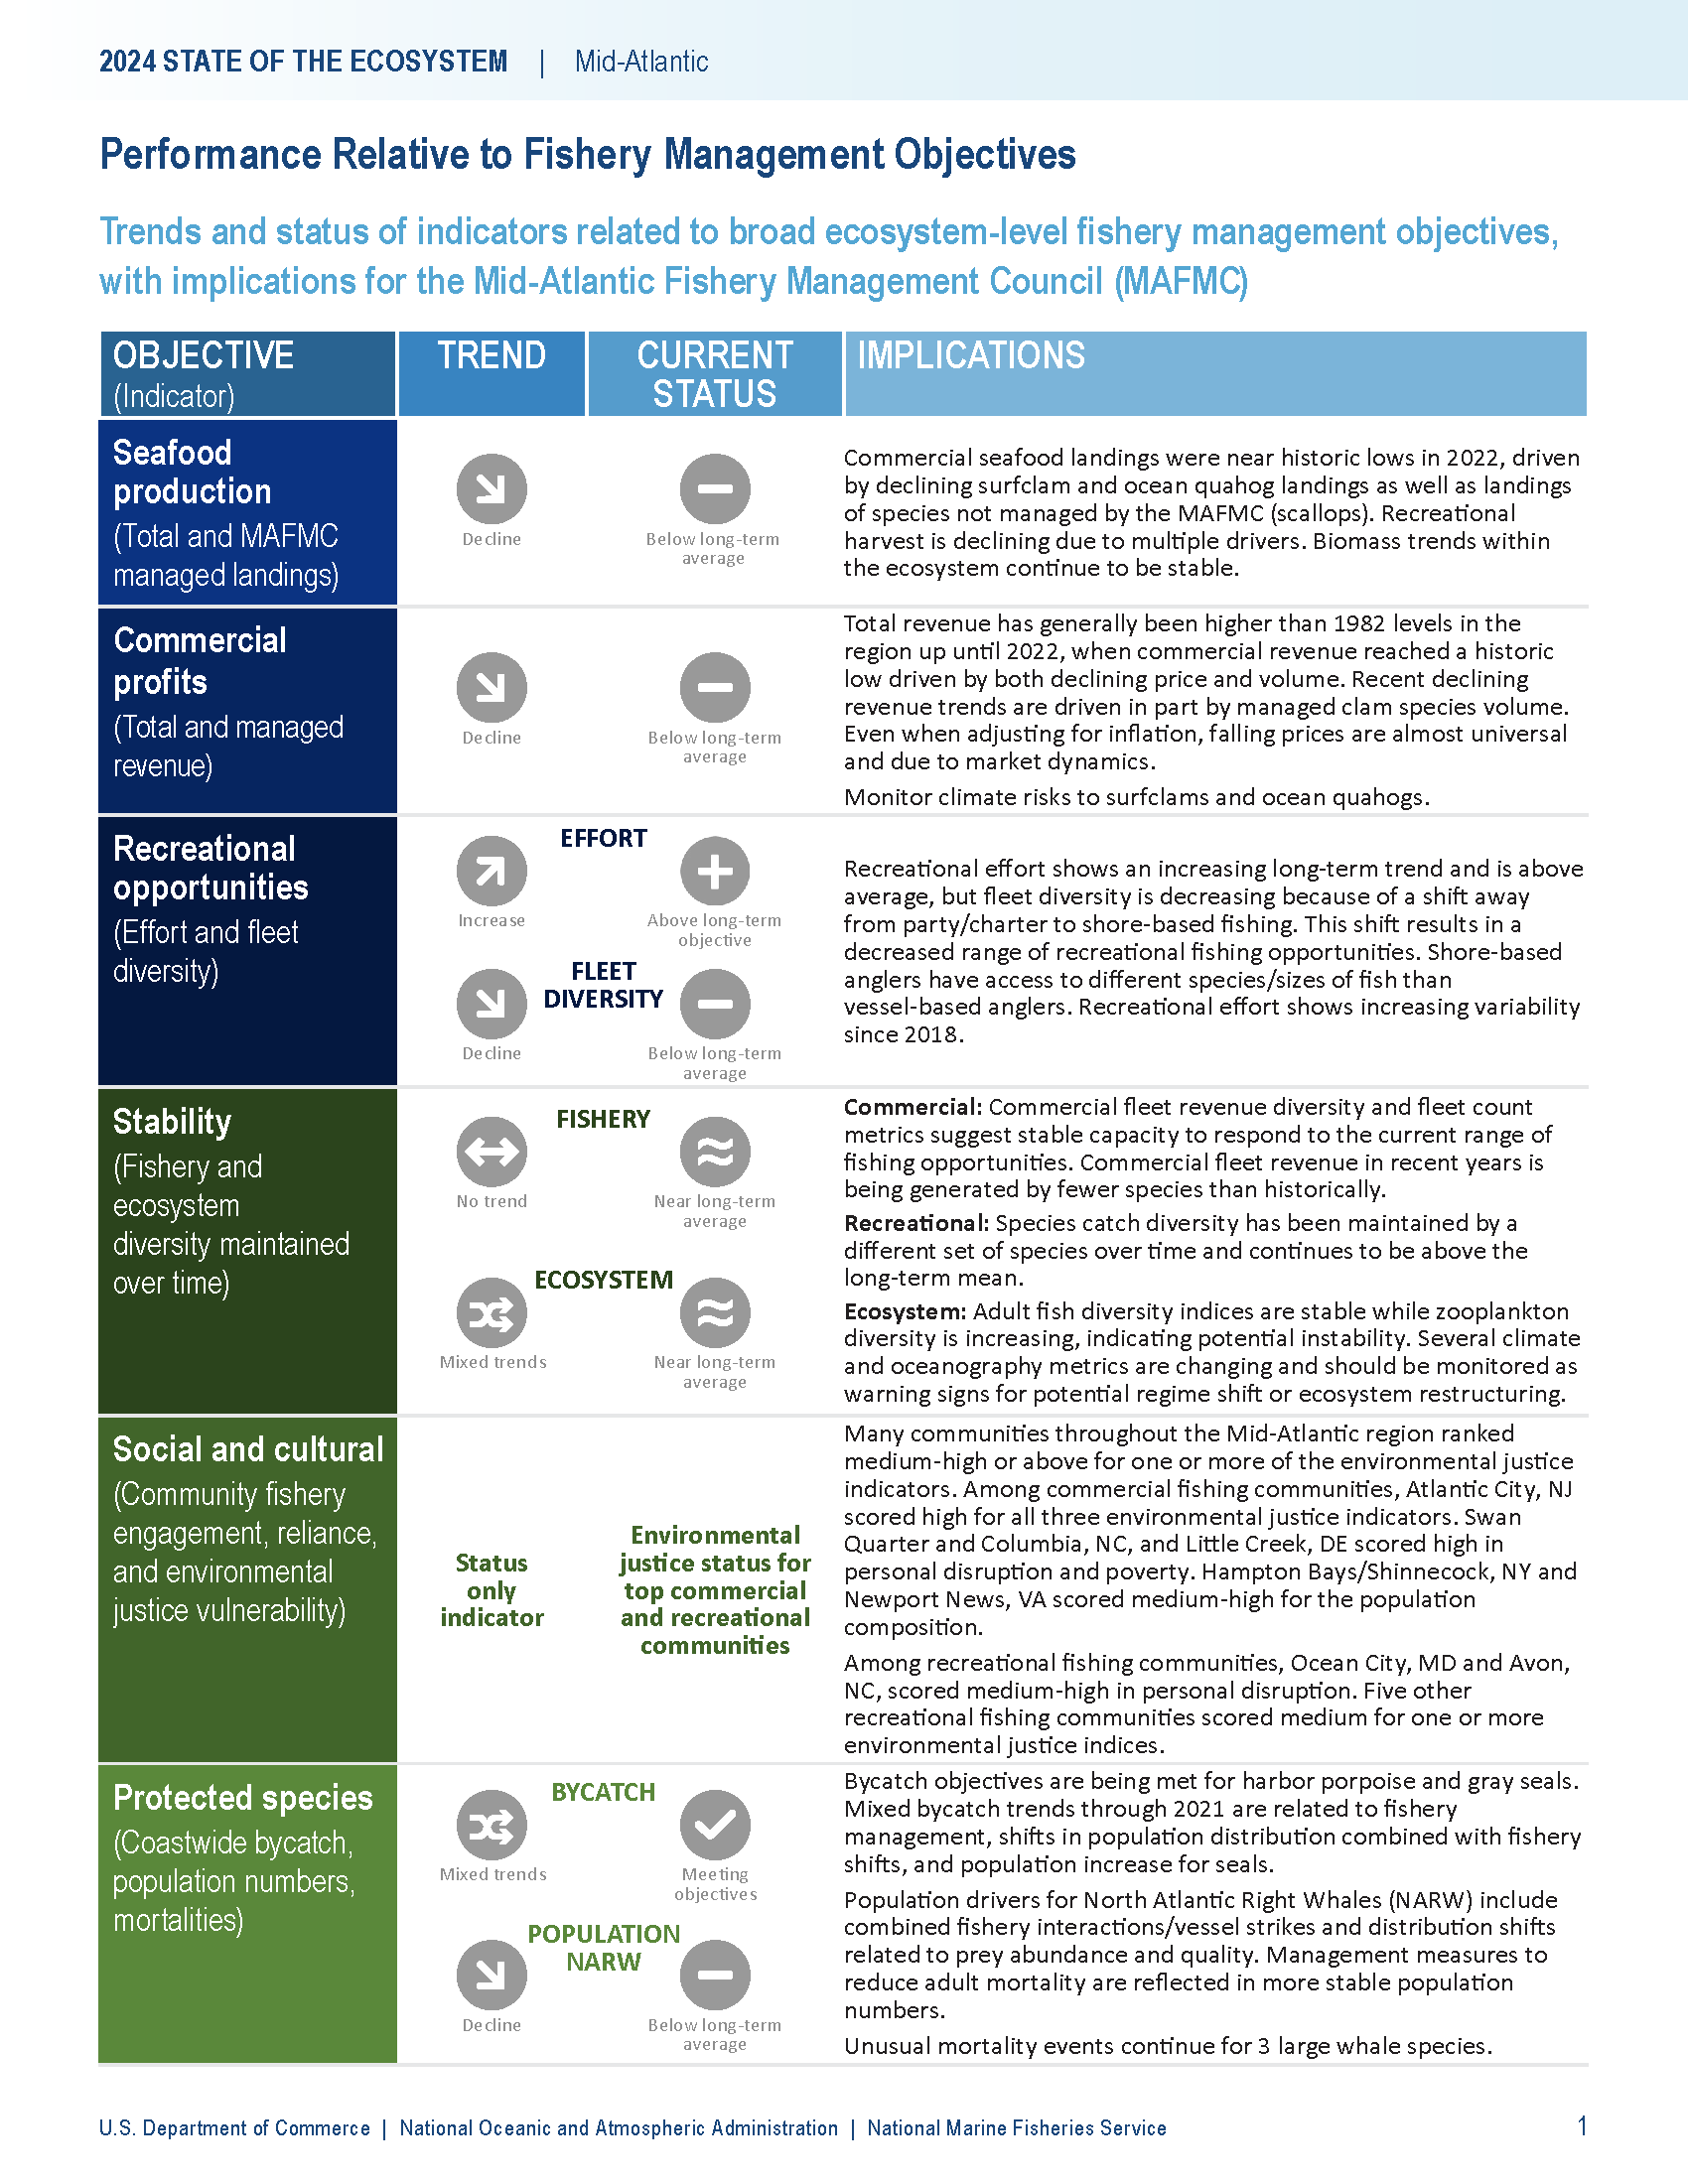 2024 STATE OF THE ECOSYSTEM | Mid-Atlantic
Performance Relative to Fishery Management Objectives
Trends and status of indicators related to broad ecosystem-level fishery management objectives,
with implications for the Mid-Atlantic Fishery Management Council (MAFMC)
OBJECTIVE
(Indicator)
TREND
CURRENT
STATUS
IMPLICATIONS
Seafood
production
(Total and MAFMC
managed landings)
Decline
Below long-term
average
Commercial seafood landings were near historic lows in 2022, driven
by declining surfclam and ocean quahog landings as well as landings
of species not managed by the MAFMC (scallops). Recreational
harvest is declining due to multiple drivers. Biomass trends within
the ecosystem continue to be stable.
Commercial
profits
(Total and managed
revenue)
Decline
Below long-term
average
Total revenue has generally been higher than 1982 levels in the
region up until 2022, when commercial revenue reached a historic
low driven by both declining price and volume. Recent declining
revenue trends are driven in part by managed clam species volume.
Even when adjusting for inflation, falling prices are almost universal
and due to market dynamics.
Monitor climate risks to surfclams and ocean quahogs.
Recreational
opportunities
(Effort and fleet
diversity)
EFFORT
Increase
Above long-term
objective
FLEET
DIVERSITY
Decline
Below long-term
average
Recreational effort shows an increasing long-term trend and is above
average, but fleet diversity is decreasing because of a shift away
from party/charter to shore-based fishing. This shift results in a
decreased range of recreational fishing opportunities. Shore-based
anglers have access to different species/sizes of fish than
vessel-based anglers. Recreational effort shows increasing variability
since 2018.
Stability
(Fishery and
ecosystem
diversity maintained
over time)
FISHERY
No trend
Near long-term
average
ECOSYSTEM
Mixed trends
Near long-term
average
Commercial: Commercial fleet revenue diversity and fleet count
metrics suggest stable capacity to respond to the current range of
fishing opportunities. Commercial fleet revenue in recent years is
being generated by fewer species than historically.
Recreational: Species catch diversity has been maintained by a
different set of species over time and continues to be above the
long-term mean.
Ecosystem: Adult fish diversity indices are stable while zooplankton
diversity is increasing, indicating potential instability. Several climate
and oceanography metrics are changing and should be monitored as
warning signs for potential regime shift or ecosystem restructuring.
Social and cultural
(Community fishery
engagement, reliance,
and environmental
justice vulnerability)
Status
only
indicator
Environmental
justice status for
top commercial
and recreational
communities
Many communities throughout the Mid-Atlantic region ranked
medium-high or above for one or more of the environmental justice
indicators. Among commercial fishing communities, Atlantic City, NJ
scored high for all three environmental justice indicators. Swan
Quarter and Columbia, NC, and Little Creek, DE scored high in
personal disruption and poverty. Hampton Bays/Shinnecock, NY and
Newport News, VA scored medium-high for the population
composition.
Among recreational fishing communities, Ocean City, MD and Avon,
NC, scored medium-high in personal disruption. Five other
recreational fishing communities scored medium for one or more
environmental justice indices.
Protected species
(Coastwide bycatch,
population numbers,
mortalities)
BYCATCH
Mixed trends
Meeting
objectives
POPULATION
NARW
Decline
Below long-term
average
Bycatch objectives are being met for harbor porpoise and gray seals.
Mixed bycatch trends through 2021 are related to fishery
management, shifts in population distribution combined with fishery
shifts, and population increase for seals.
Population drivers for North Atlantic Right Whales (NARW) include
combined fishery interactions/vessel strikes and distribution shifts
related to prey abundance and quality. Management measures to
reduce adult mortality are reflected in more stable population
numbers.
Unusual mortality events continue for 3 large whale species.
U.S. Department of Commerce | National Oceanic and Atmospheric Administration | National Marine Fisheries Service
1